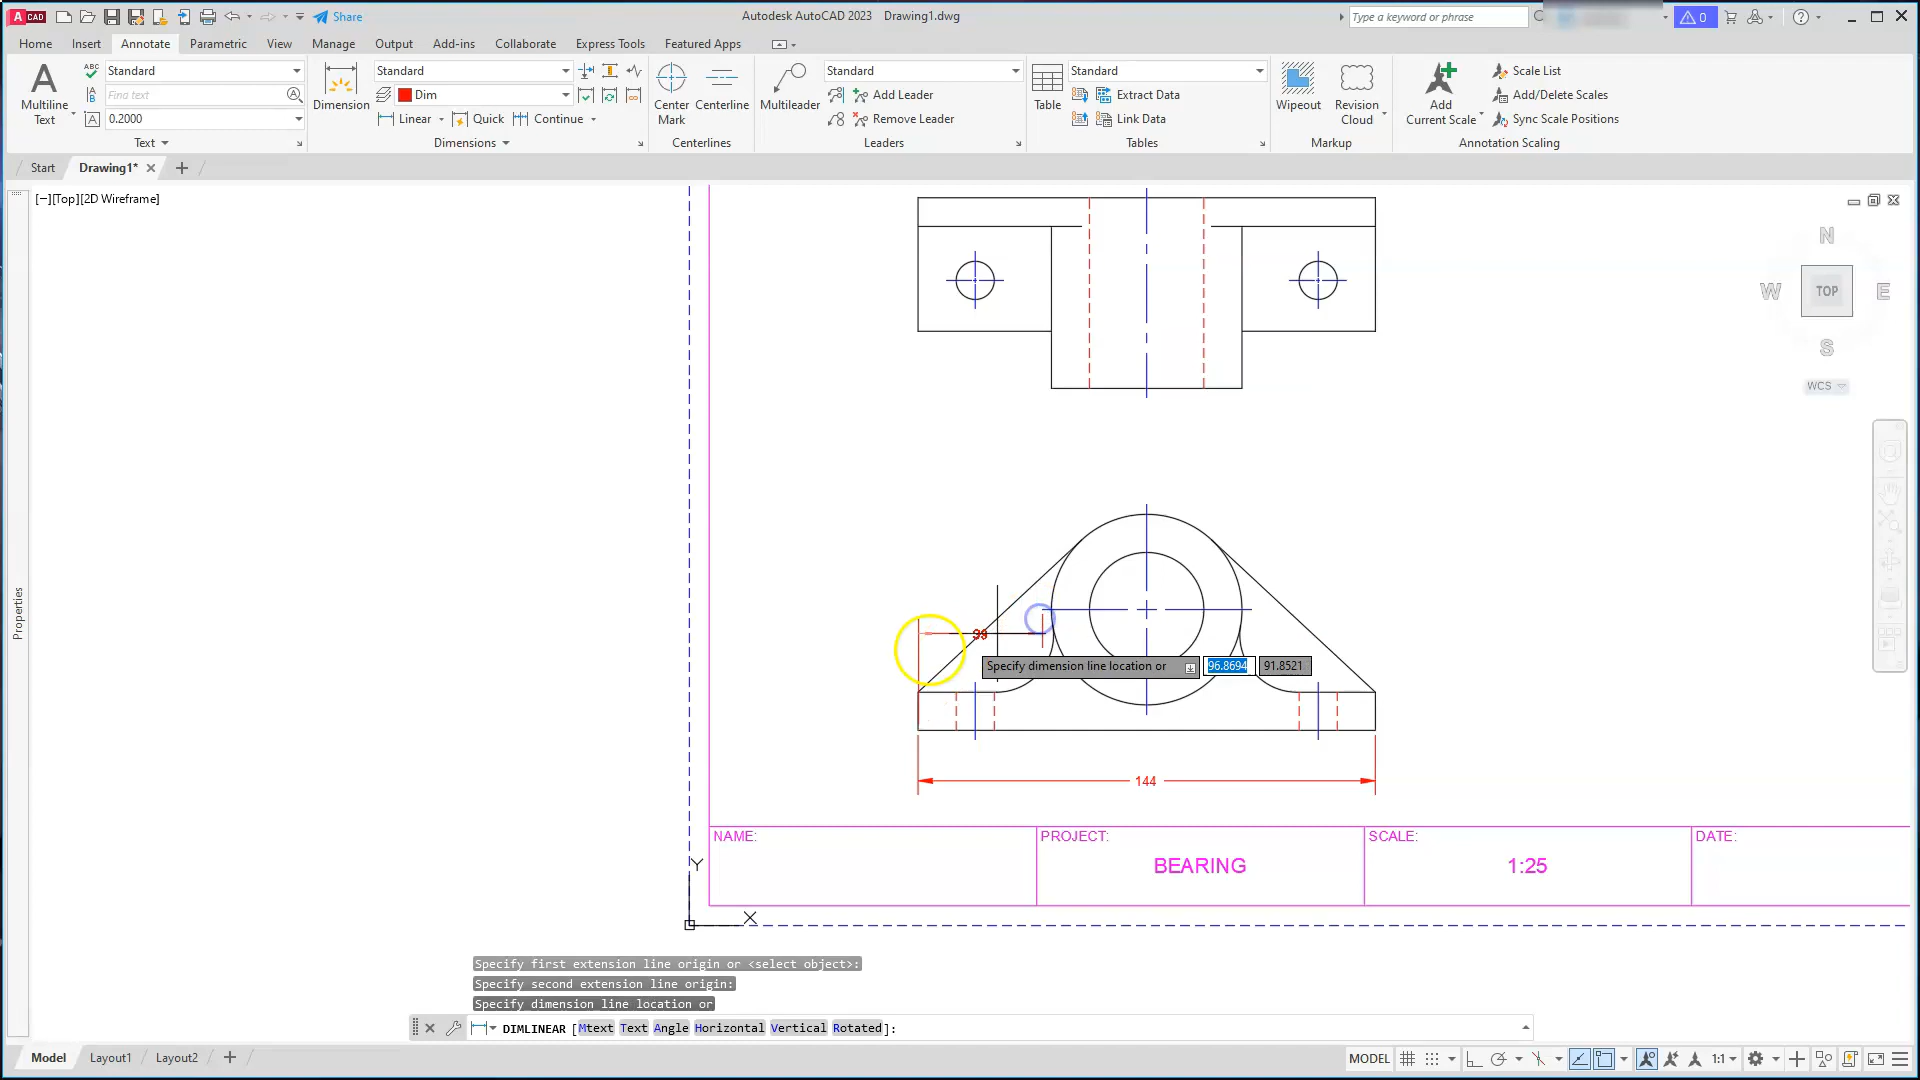 A CAD
Share
Autodesk AutoCAD 2023 Drawing1.dwg
Type a keyword or phrase
0
Home Insert Annotate Parametric View Manage Output Add-ins Collaborate Express Tools Featured Apps
A
Multiline
Text
ABC
Standard
Find text
0.2000
Text
Dimension
Standard
Dim
Linear
Quick
Continue
Dimensions
Center
Mark
Centerline
Centerlines
Multileader
Standard
Add Leader
Remove Leader
Leaders
Table
Standard
Extract Data
Link Data
Tables
Wipeout
Revision
Cloud
Markup
Add
Current Scale
Scale List
Add/Delete Scales
Sync Scale Positions
Annotation Scaling
Start
Drawing1*
[−][Top][2D Wireframe]
Properties
N
W
TOP
E
S
WCS
Specify dimension line location or
96.8694
91.8521
144
NAME:
PROJECT:
BEARING
SCALE:
1:25
DATE:
Y
X
Specify first extension line origin or <select object>:
Specify second extension line origin:
Specify dimension line location or
DIMLINEAR [Mtext Text Angle Horizontal Vertical Rotated]:
Model
Layout1
Layout2
MODEL
1:1